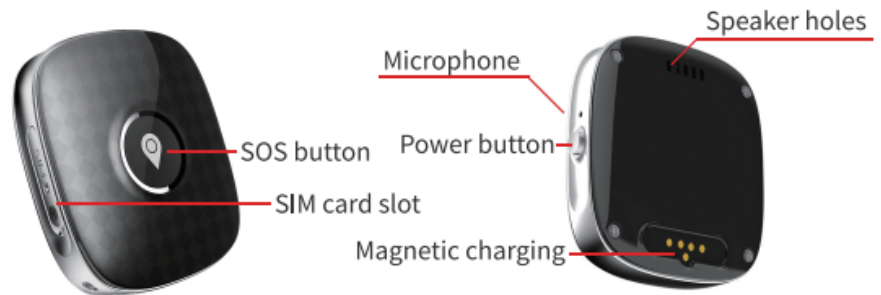 Speaker holes
Microphone
SOS button
Power button
SIM card slot
Magnetic charging